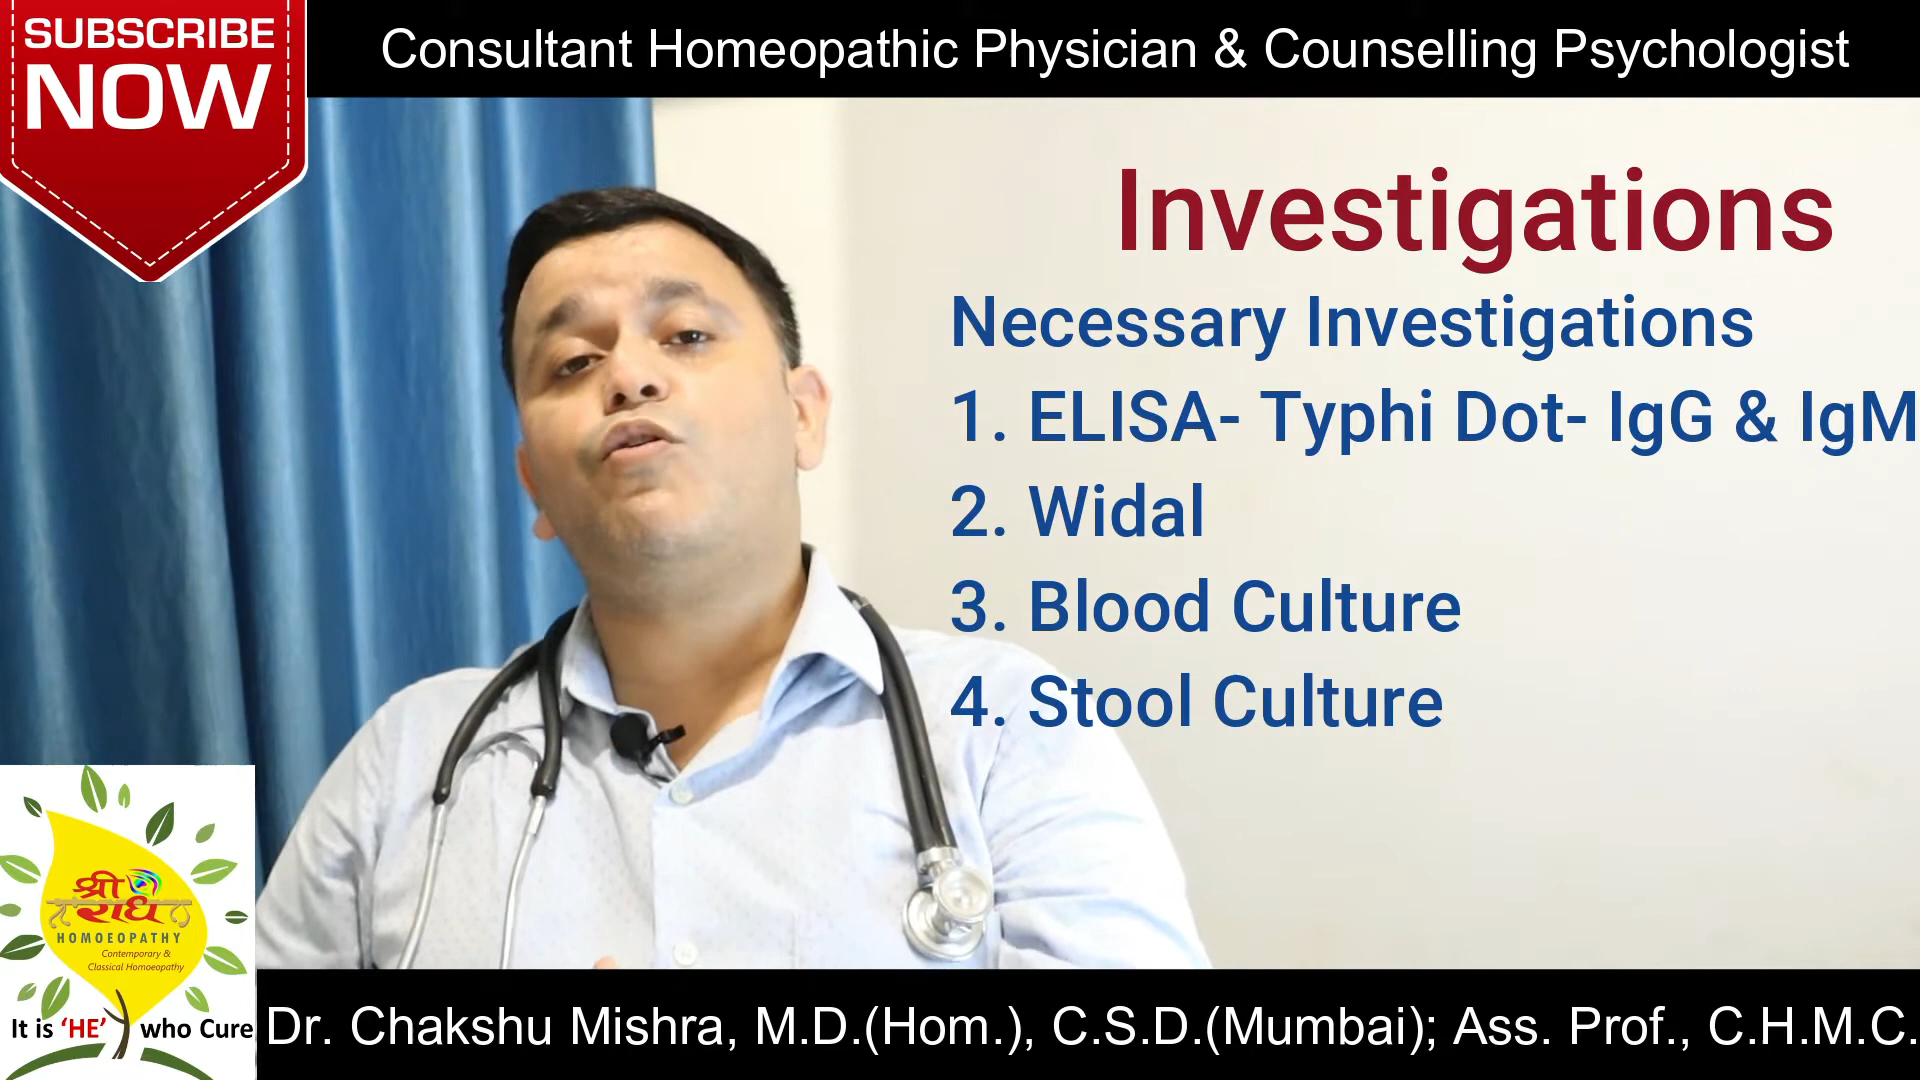 SUBSCRIBE
NOW
Consultant Homeopathic Physician & Counselling Psychologist
Investigations
Necessary Investigations
1. ELISA- Typhi Dot- IgG & IgM
2. Widal
3. Blood Culture
4. Stool Culture
श्री
राधे
HOMOEOPATHY
Contemporary &
Classical Homoeopathy
It is ‘HE’ who Cure
Dr. Chakshu Mishra, M.D.(Hom.), C.S.D.(Mumbai); Ass. Prof., C.H.M.C.